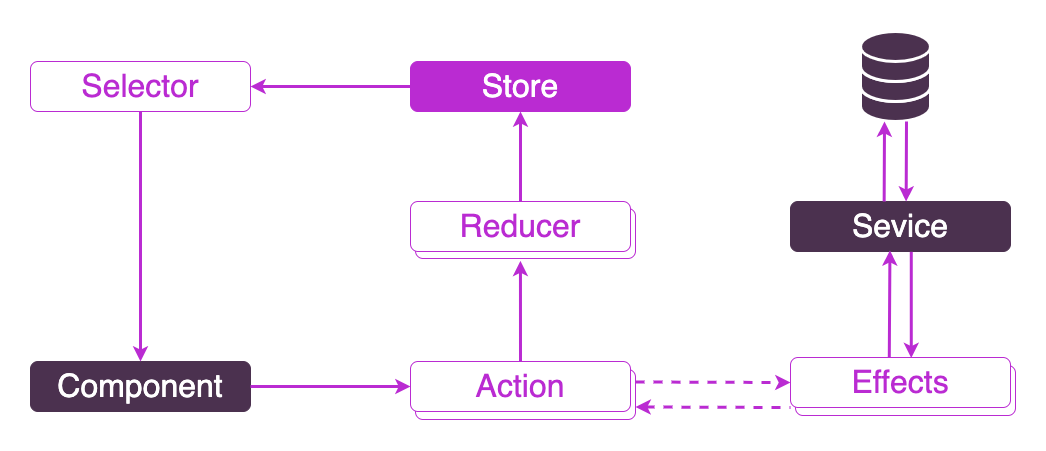 Selector
Store
Reducer
Sevice
Component
Action
Effects